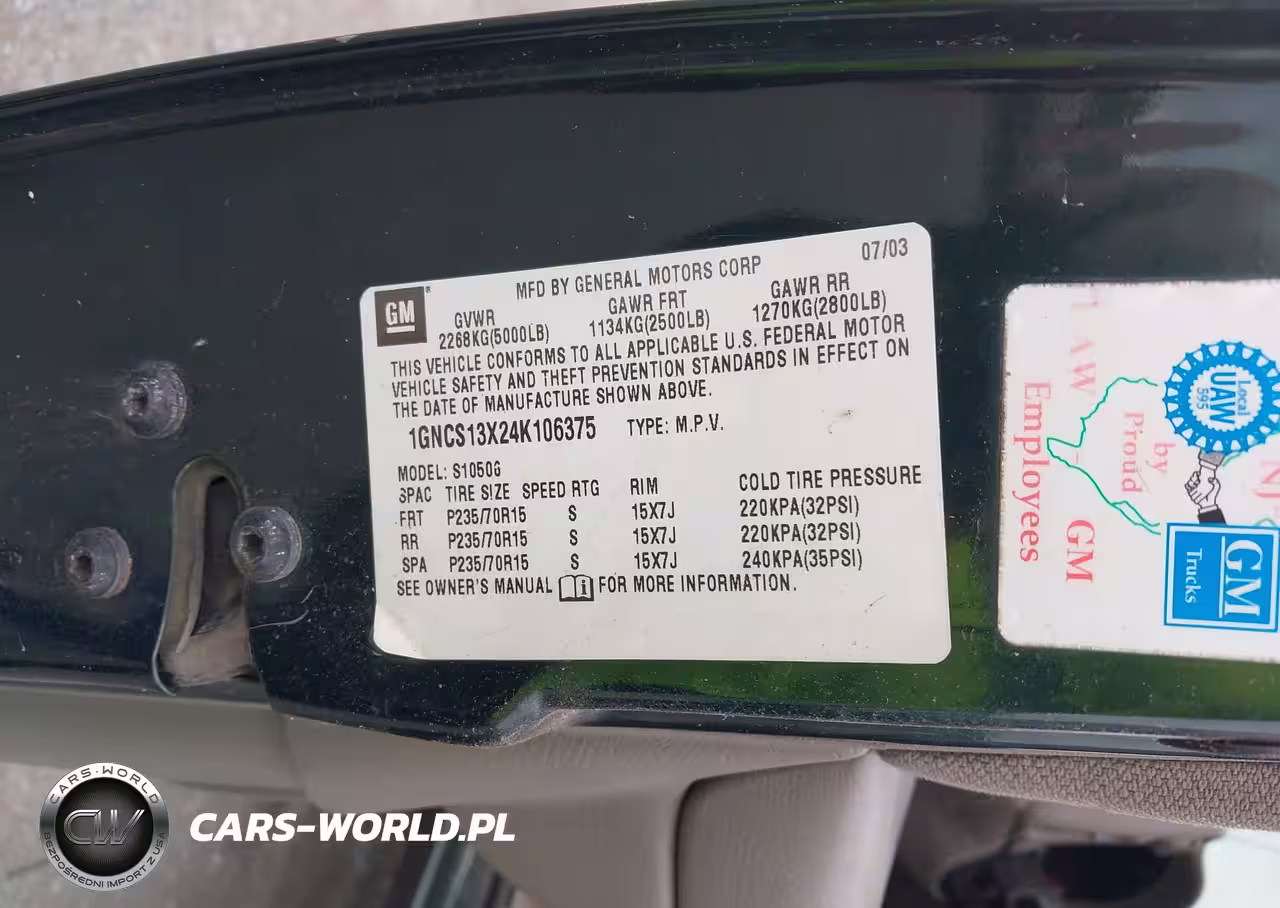 07/03
MFD BY GENERAL MOTORS CORP
GM
GVWR GAWR FRT GAWR RR
2268KG(5000LB) 1134KG(2500LB) 1270KG(2800LB)
THIS VEHICLE CONFORMS TO ALL APPLICABLE U.S. FEDERAL MOTOR
VEHICLE SAFETY AND THEFT PREVENTION STANDARDS IN EFFECT ON
THE DATE OF MANUFACTURE SHOWN ABOVE.
1GNCS13X24K106375 TYPE: M.P.V.
MODEL: S10506
SPAC TIRE SIZE SPEED RTG RIM COLD TIRE PRESSURE
FRT P235/70R15 S 15X7J 220KPA(32PSI)
RR P235/70R15 S 15X7J 220KPA(32PSI)
SPA P235/70R15 S 15X7J 240KPA(35PSI)
SEE OWNER'S MANUAL FOR MORE INFORMATION.
by
Proud
Employees
GM
Local
UAW
595
GM
Trucks
CARS-WORLD
CW
BEZPOŚREDNI IMPORT Z USA
CARS-WORLD.PL